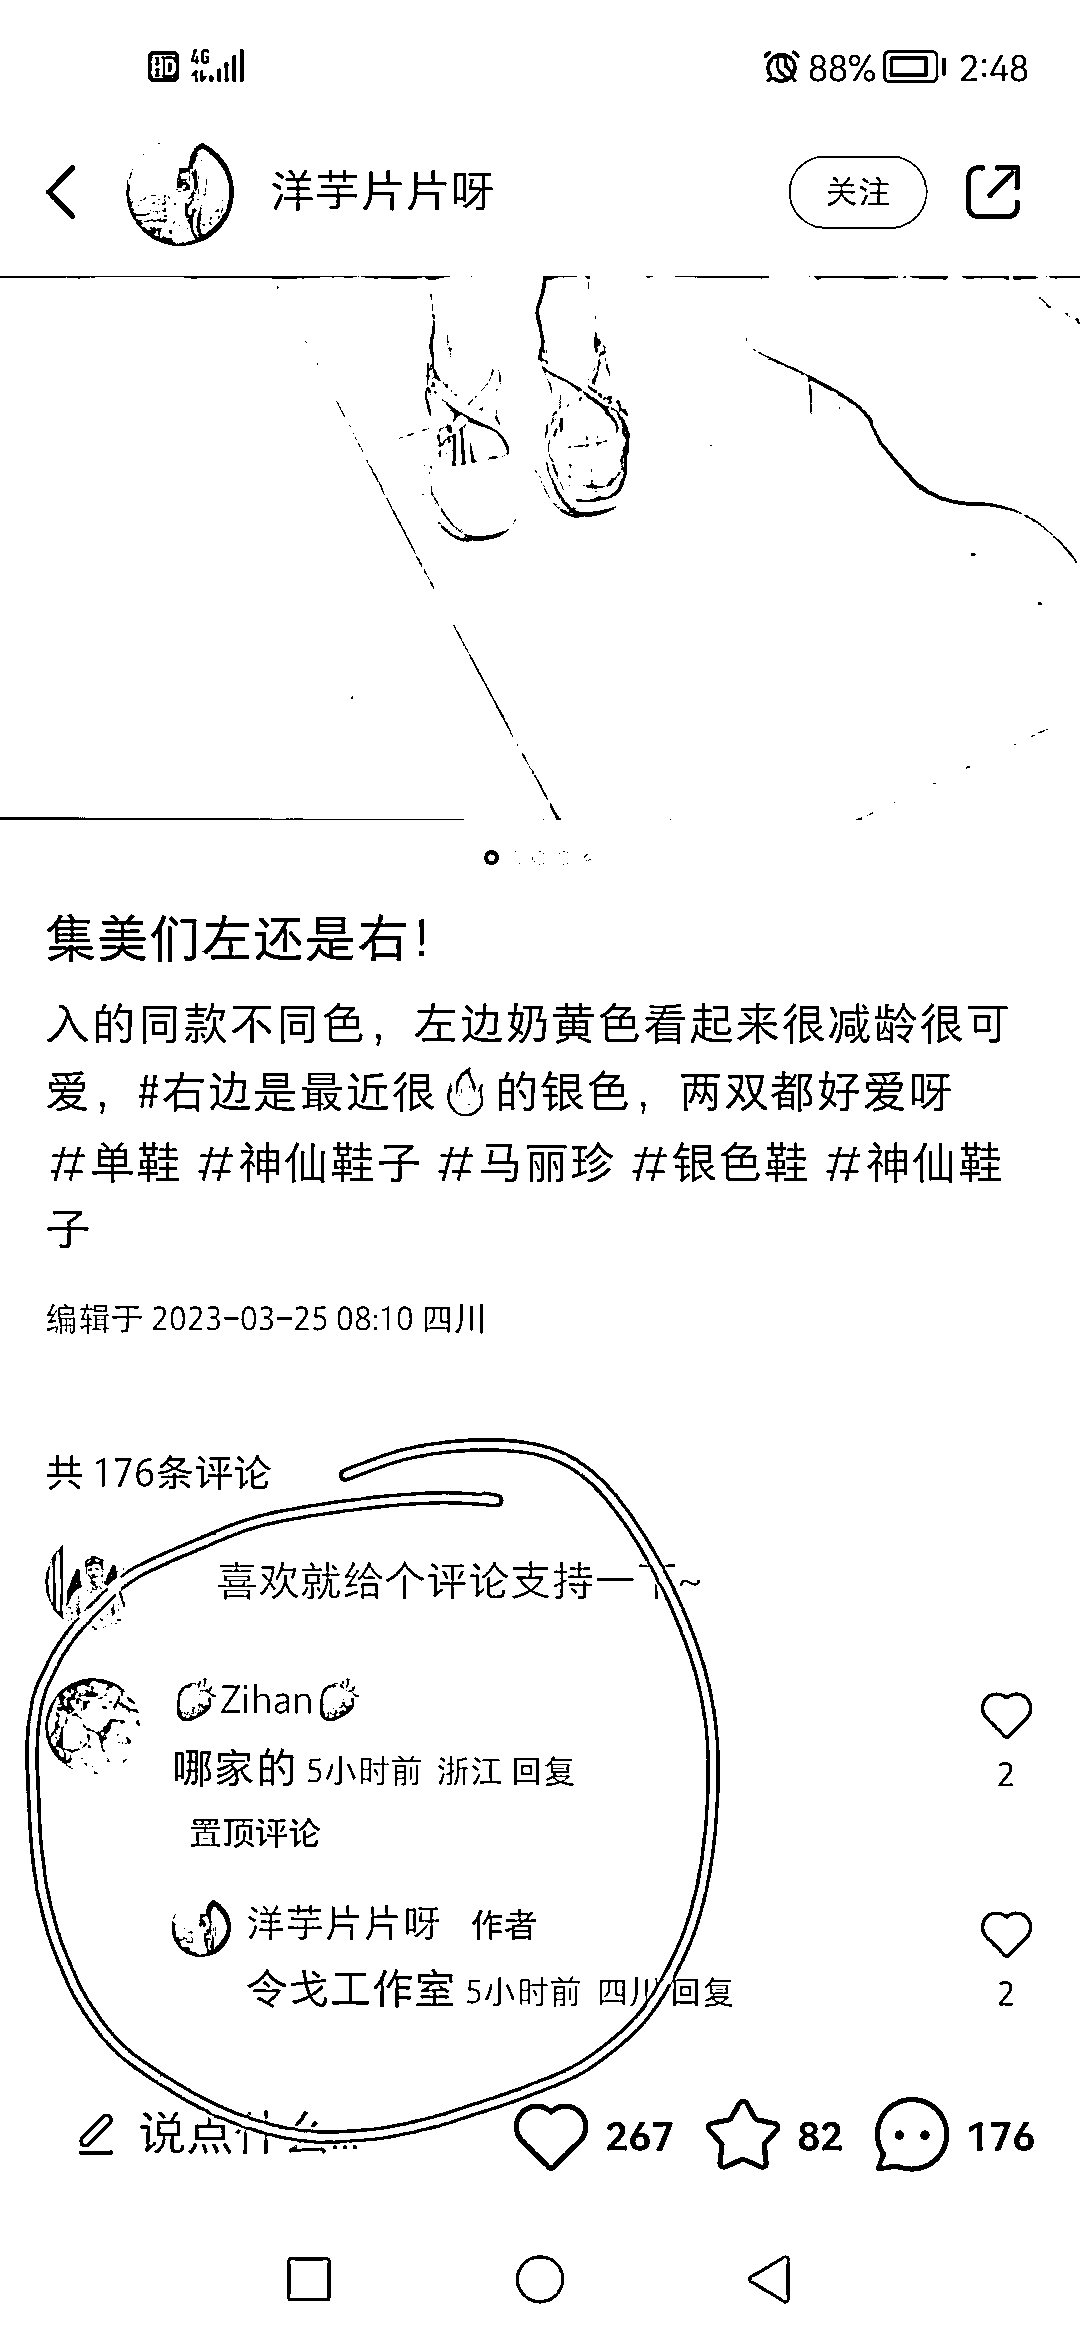 HD 4G 88% 2:48
洋芋片片呀 关注
集美们左还是右！
入的同款不同色，左边奶黄色看起来很减龄很可
爱，#右边是最近很🔥的银色，两双都好爱呀
#单鞋 #神仙鞋子 #马丽珍 #银色鞋 #神仙鞋
子
编辑于 2023-03-25 08:10 四川
共 176条评论
喜欢就给个评论支持一下~
🍓Zihan🍓
哪家的 5小时前 浙江 回复
2
置顶评论
洋芋片片呀 作者
令戈工作室 5小时前 四川 回复
2
说点什么... 267 82 176